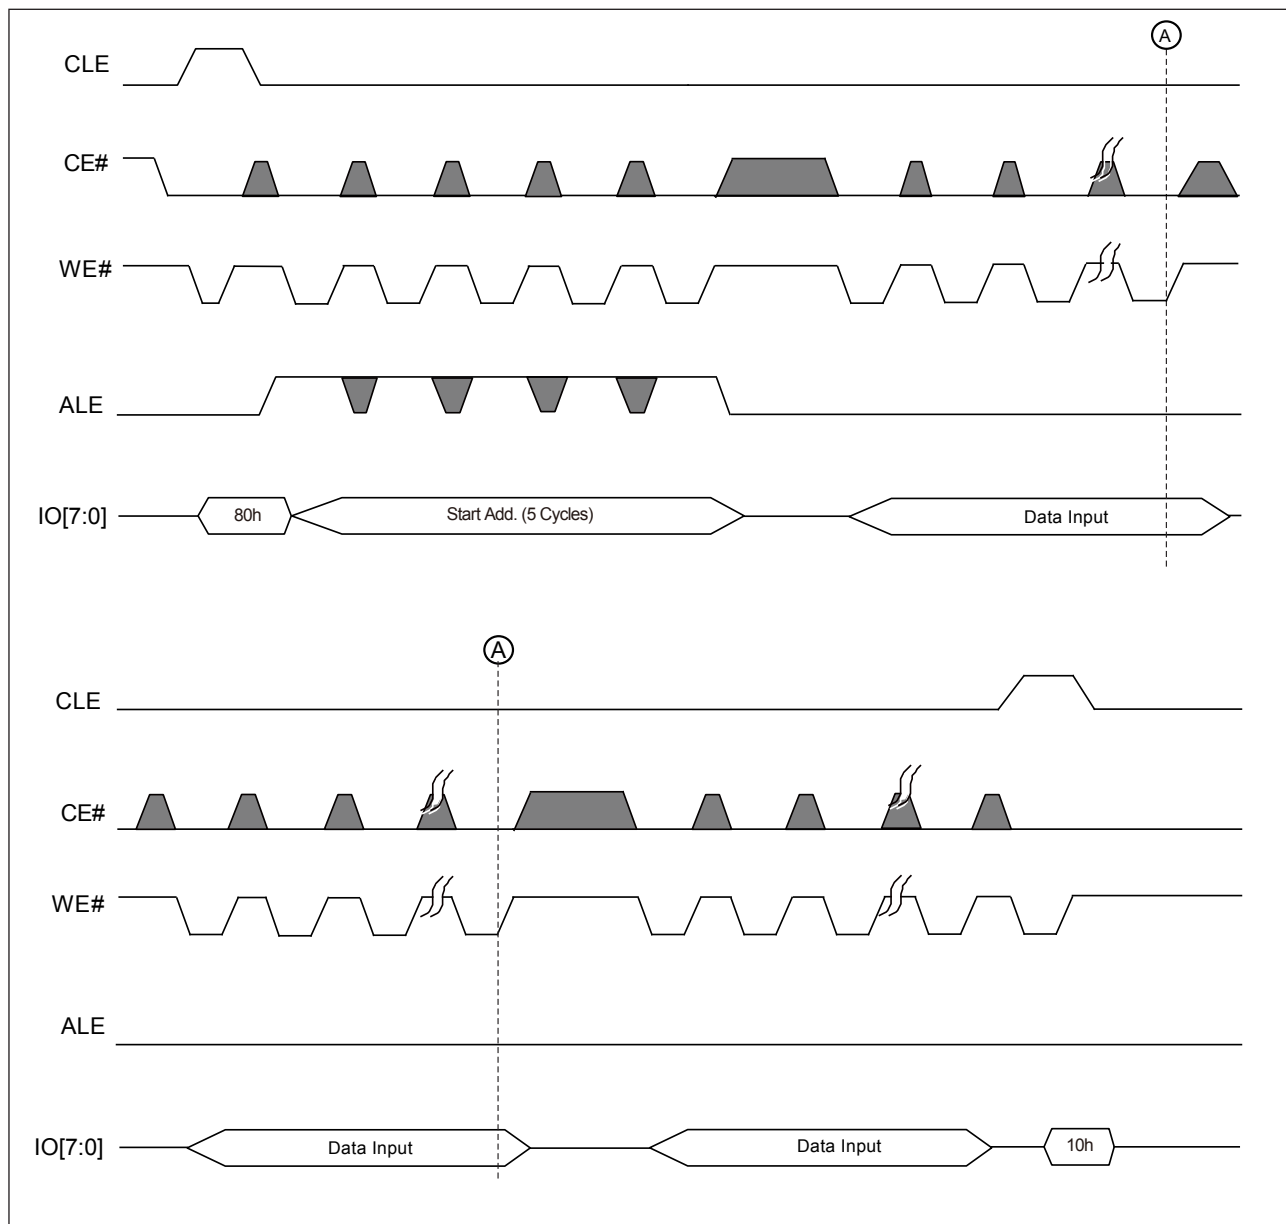 A
CLE
CE#
WE#
ALE
IO[7:0]
80h
Start Add. (5 Cycles)
Data Input
A
CLE
CE#
WE#
ALE
IO[7:0]
Data Input
Data Input
10h